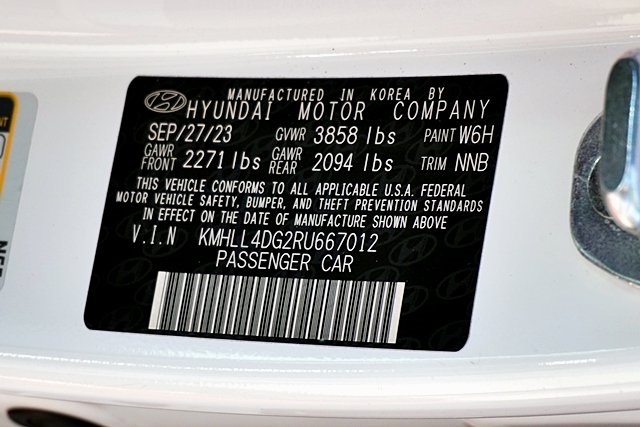 MANUFACTURED IN KOREA BY
HYUNDAI MOTOR COMPANY
SEP/27/23 GVWR 3858 lbs PAINT W6H
GAWR FRONT 2271 lbs GAWR REAR 2094 lbs TRIM NNB
THIS VEHICLE CONFORMS TO ALL APPLICABLE U.S.A. FEDERAL
MOTOR VEHICLE SAFETY, BUMPER, AND THEFT PREVENTION STANDARDS
IN EFFECT ON THE DATE OF MANUFACTURE SHOWN ABOVE
V.I.N KMHLL4DG2RU667012
PASSENGER CAR